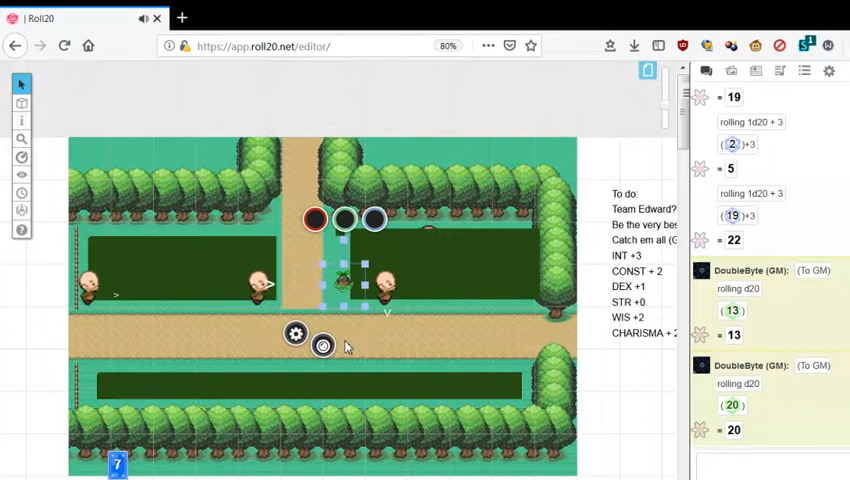 | Roll20
https://app.roll20.net/editor/
80%
1
= 19
rolling 1d20 + 3
(2)+3
= 5
rolling 1d20 + 3
(19)+3
= 22
DoubleByte (GM): (To GM)
rolling d20
(13)
= 13
DoubleByte (GM): (To GM)
rolling d20
(20)
= 20
To do:
Team Edward?
Be the very bes
Catch em all (G
INT +3
CONST + 2
DEX + 1
STR +0
WIS +2
CHARISMA + 2
>
>
v
7